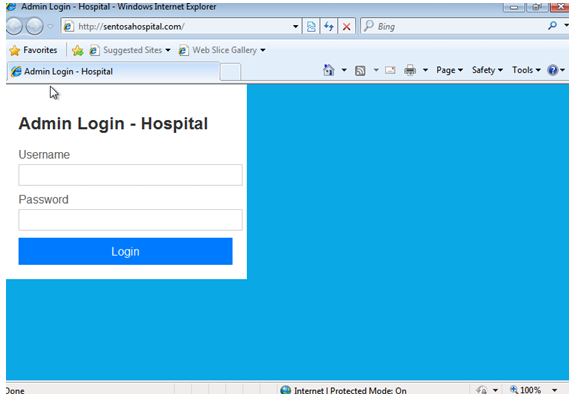 Admin Login - Hospital - Windows Internet Explorer
http://sentosahospital.com/
Bing
Favorites Suggested Sites Web Slice Gallery
Admin Login - Hospital Page Safety Tools
Admin Login - Hospital
Username
Password
Login
Done Internet | Protected Mode: On 100%